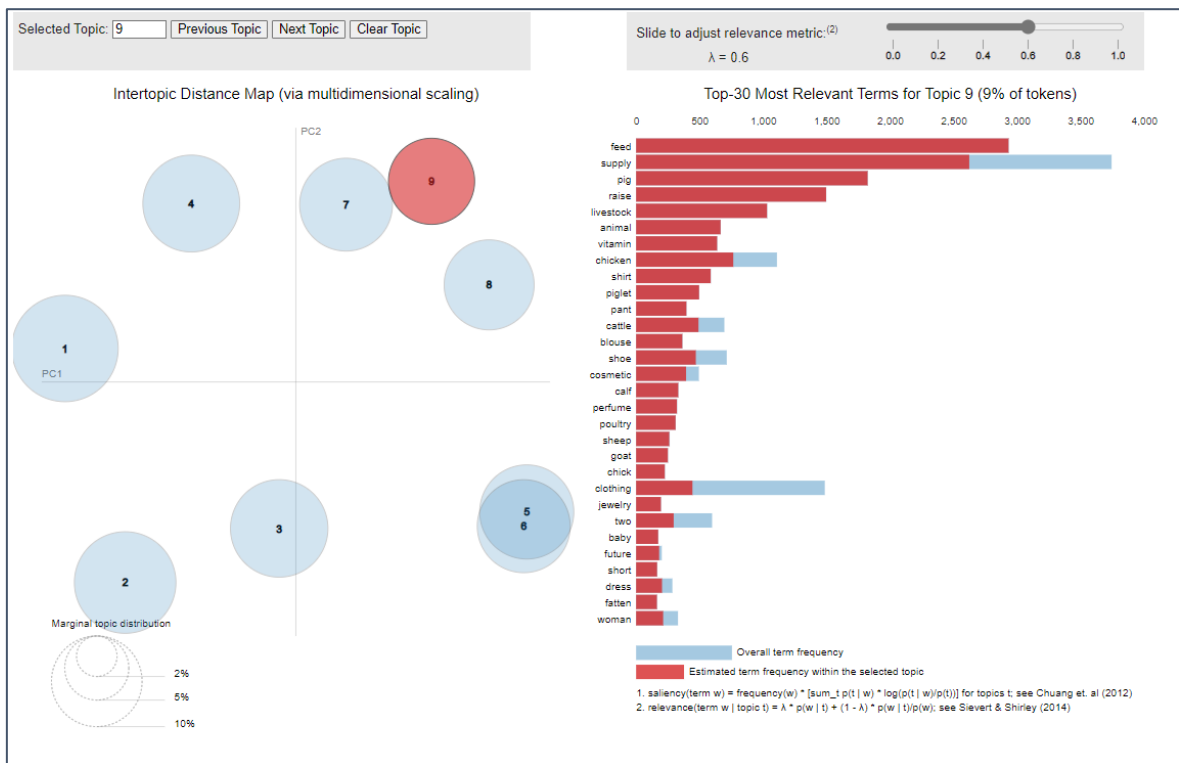 Selected Topic: 9 Previous Topic Next Topic Clear Topic
Slide to adjust relevance metric:(2)
λ = 0.6
0.0 0.2 0.4 0.6 0.8 1.0
Intertopic Distance Map (via multidimensional scaling)
PC2
PC1
4
7
9
8
1
5
6
3
2
Marginal topic distribution
2%
5%
10%
Top-30 Most Relevant Terms for Topic 9 (9% of tokens)
0 500 1,000 1,500 2,000 2,500 3,000 3,500 4,000
feed
supply
pig
raise
livestock
animal
vitamin
chicken
shirt
piglet
pant
cattle
blouse
shoe
cosmetic
calf
perfume
poultry
sheep
goat
chick
clothing
jewelry
two
baby
future
short
dress
fatten
woman
Overall term frequency
Estimated term frequency within the selected topic
1. saliency(term w) = frequency(w) * [sum_t p(t | w) * log(p(t | w)/p(t))] for topics t; see Chuang et. al (2012)
2. relevance(term w | topic t) = λ * p(w | t) + (1 - λ) * p(w | t)/p(w); see Sievert & Shirley (2014)